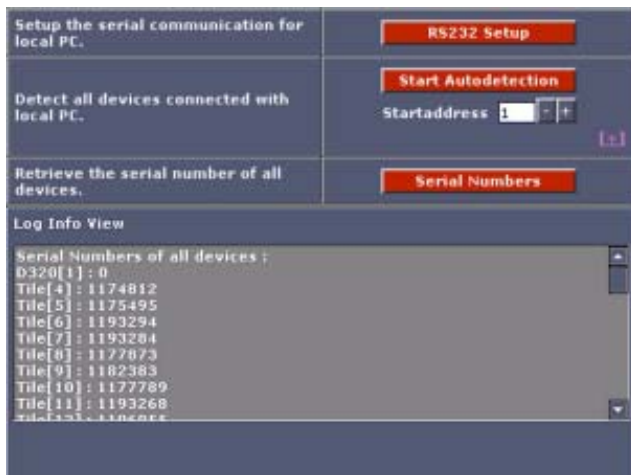 Setup the serial communication for
local PC.
RS232 Setup
Detect all devices connected with
local PC.
Start Autodetection
Startaddress 1 - +
[+]
Retrieve the serial number of all
devices.
Serial Numbers
Log Info View
Serial Numbers of all devices :
D320[1] : 0
Tile[4] : 1174812
Tile[5] : 1175495
Tile[6] : 1193294
Tile[7] : 1193284
Tile[8] : 1177873
Tile[9] : 1182383
Tile[10] : 1177789
Tile[11] : 1193268